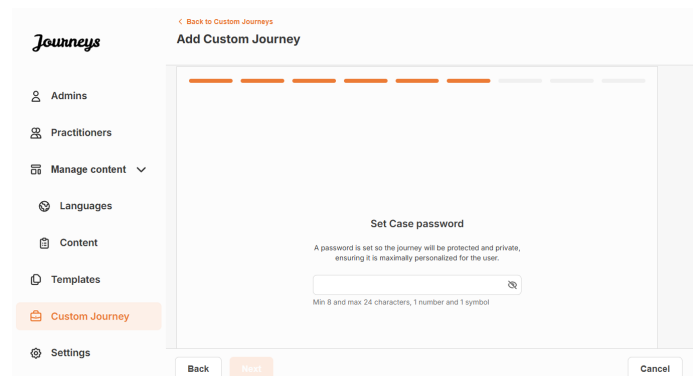 Journeys
Admins
Practitioners
Manage content
Languages
Content
Templates
Custom Journey
Settings
Back to Custom Journeys
Add Custom Journey
Set Case password
A password is set so the journey will be protected and private,
ensuring it is maximally personalized for the user.
Min 8 and max 24 characters, 1 number and 1 symbol
Back
Next
Cancel